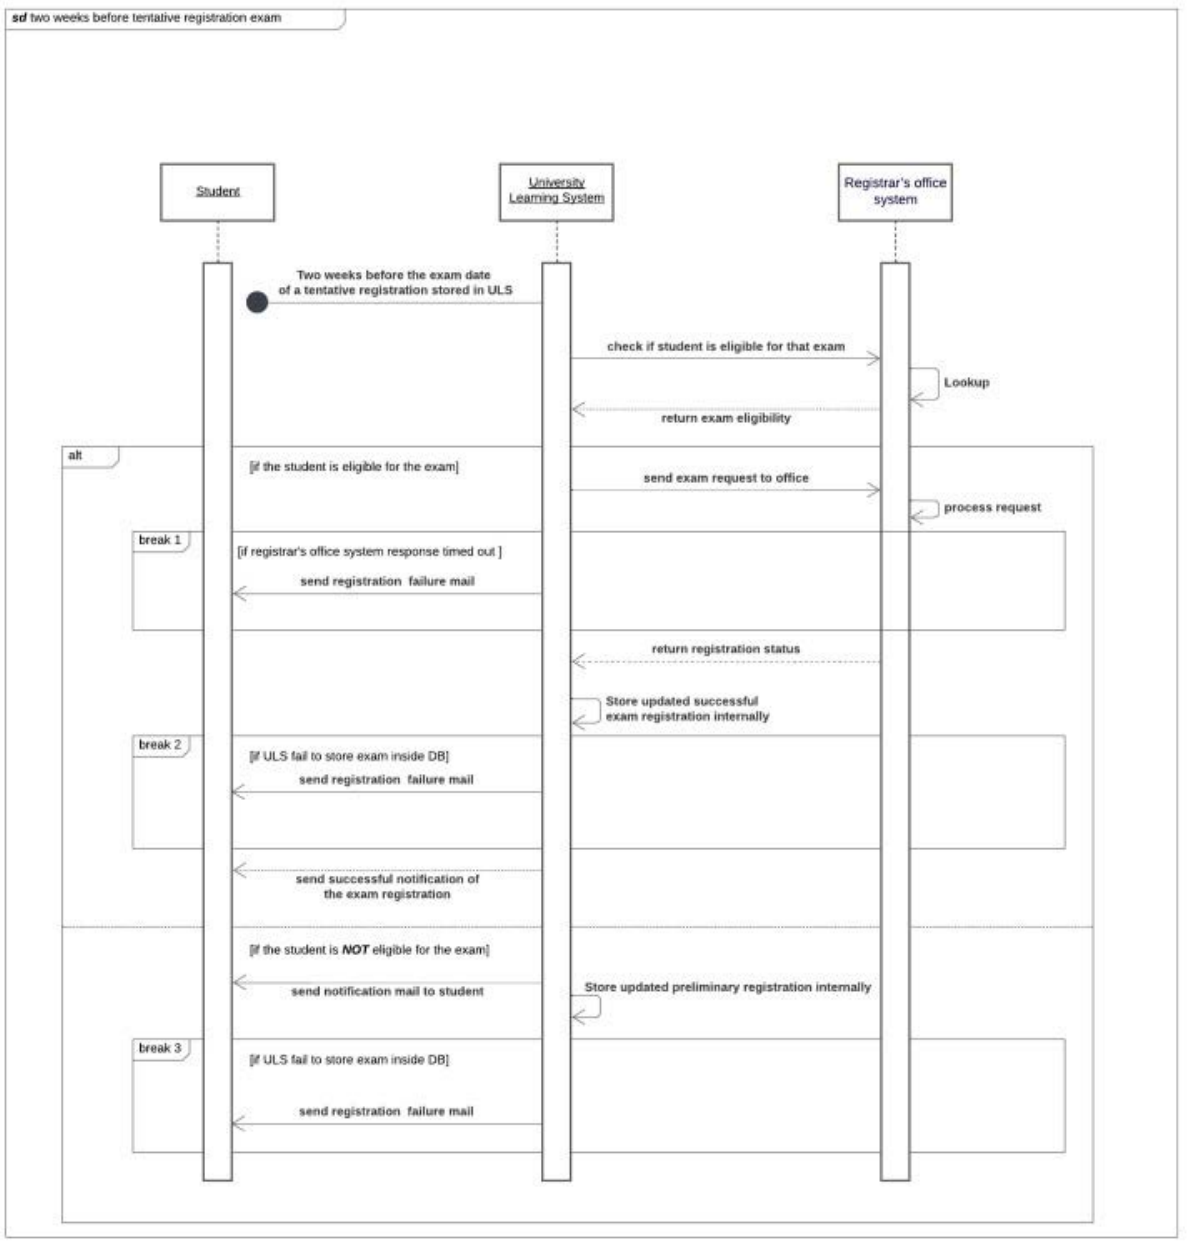 sd two weeks before tentative registration exam
Student
University
Learning System
Registrar's office
system
Two weeks before the exam date
of a tentative registration stored in ULS
check if student is eligible for that exam
Lookup
return exam eligibility
alt
[if the student is eligible for the exam]
send exam request to office
process request
break 1
[if registrar's office system response timed out ]
send registration failure mail
return registration status
Store updated successful
exam registration internally
break 2
[if ULS fail to store exam inside DB]
send registration failure mail
send successful notification of
the exam registration
[if the student is NOT eligible for the exam]
send notification mail to student
Store updated preliminary registration internally
break 3
[if ULS fail to store exam inside DB]
send registration failure mail